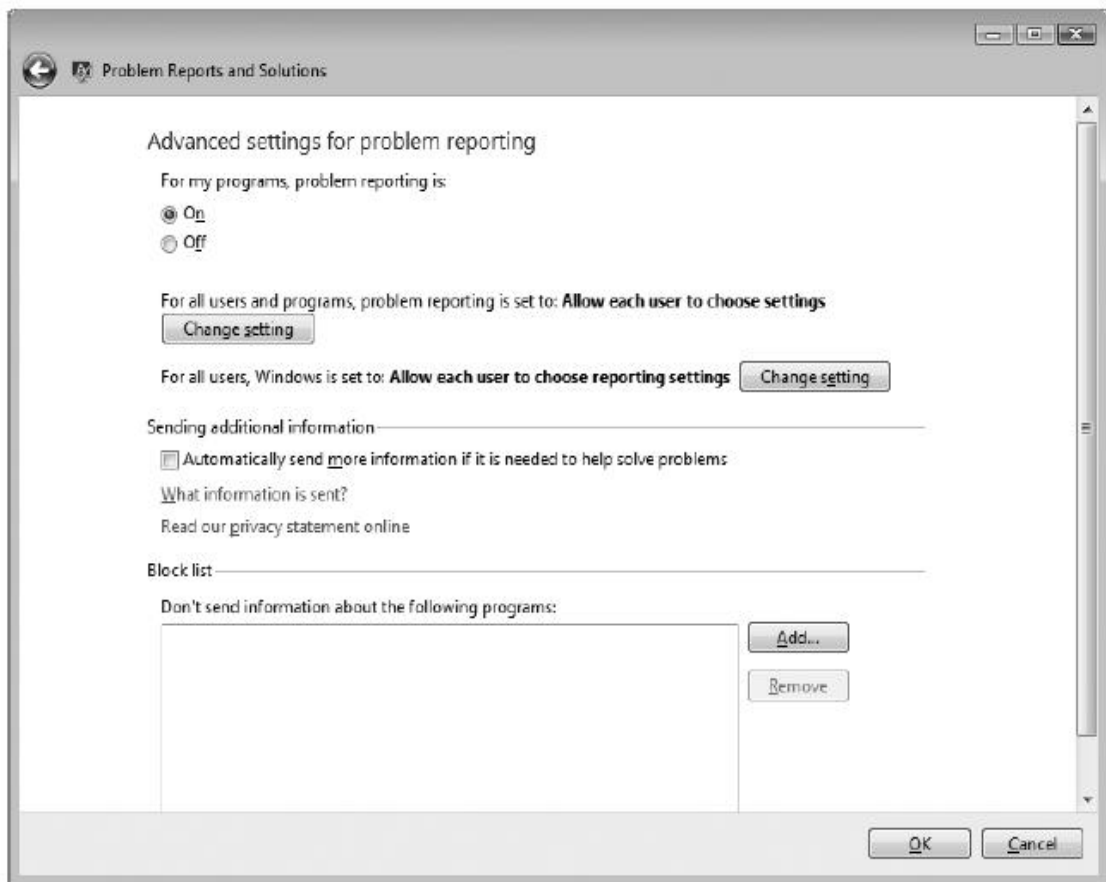 Problem Reports and Solutions
Advanced settings for problem reporting
For my programs, problem reporting is:
On
Off
For all users and programs, problem reporting is set to: Allow each user to choose settings
Change setting
For all users, Windows is set to: Allow each user to choose reporting settings Change setting
Sending additional information
Automatically send more information if it is needed to help solve problems
What information is sent?
Read our privacy statement online
Block list
Don't send information about the following programs:
Add...
Remove
OK Cancel